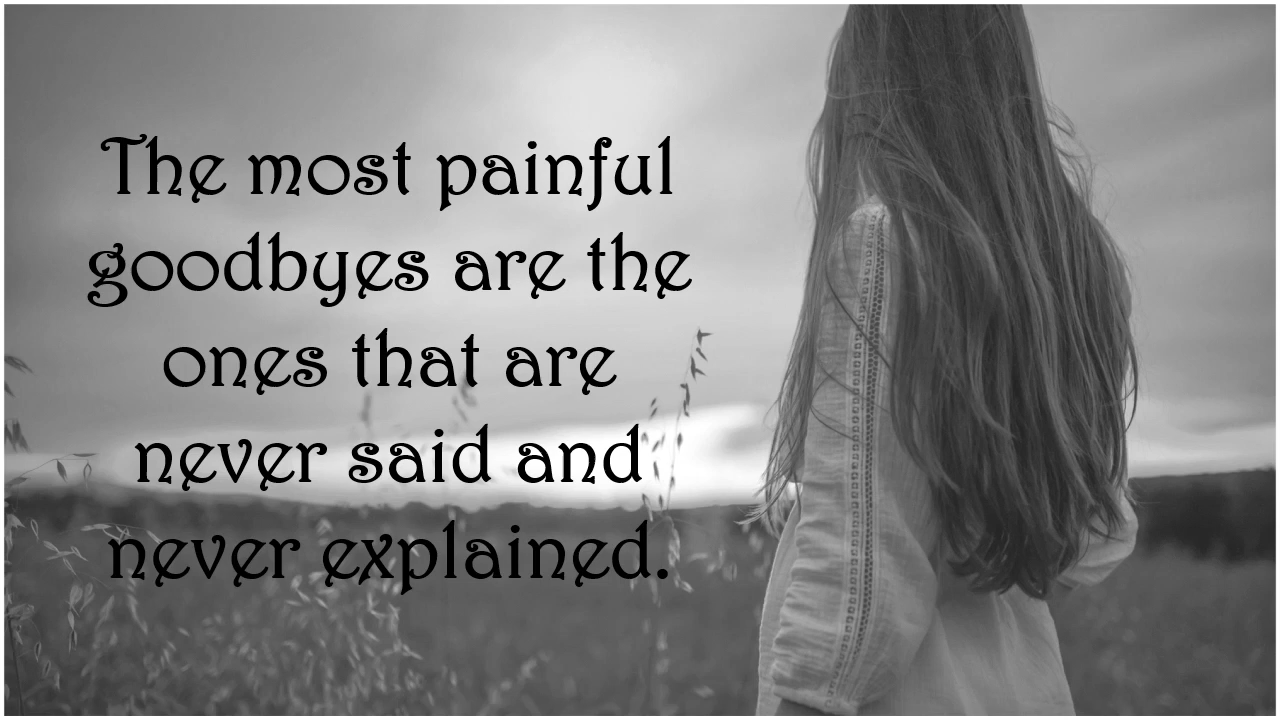 The most painful
goodbyes are the
ones that are
never said and
never explained.